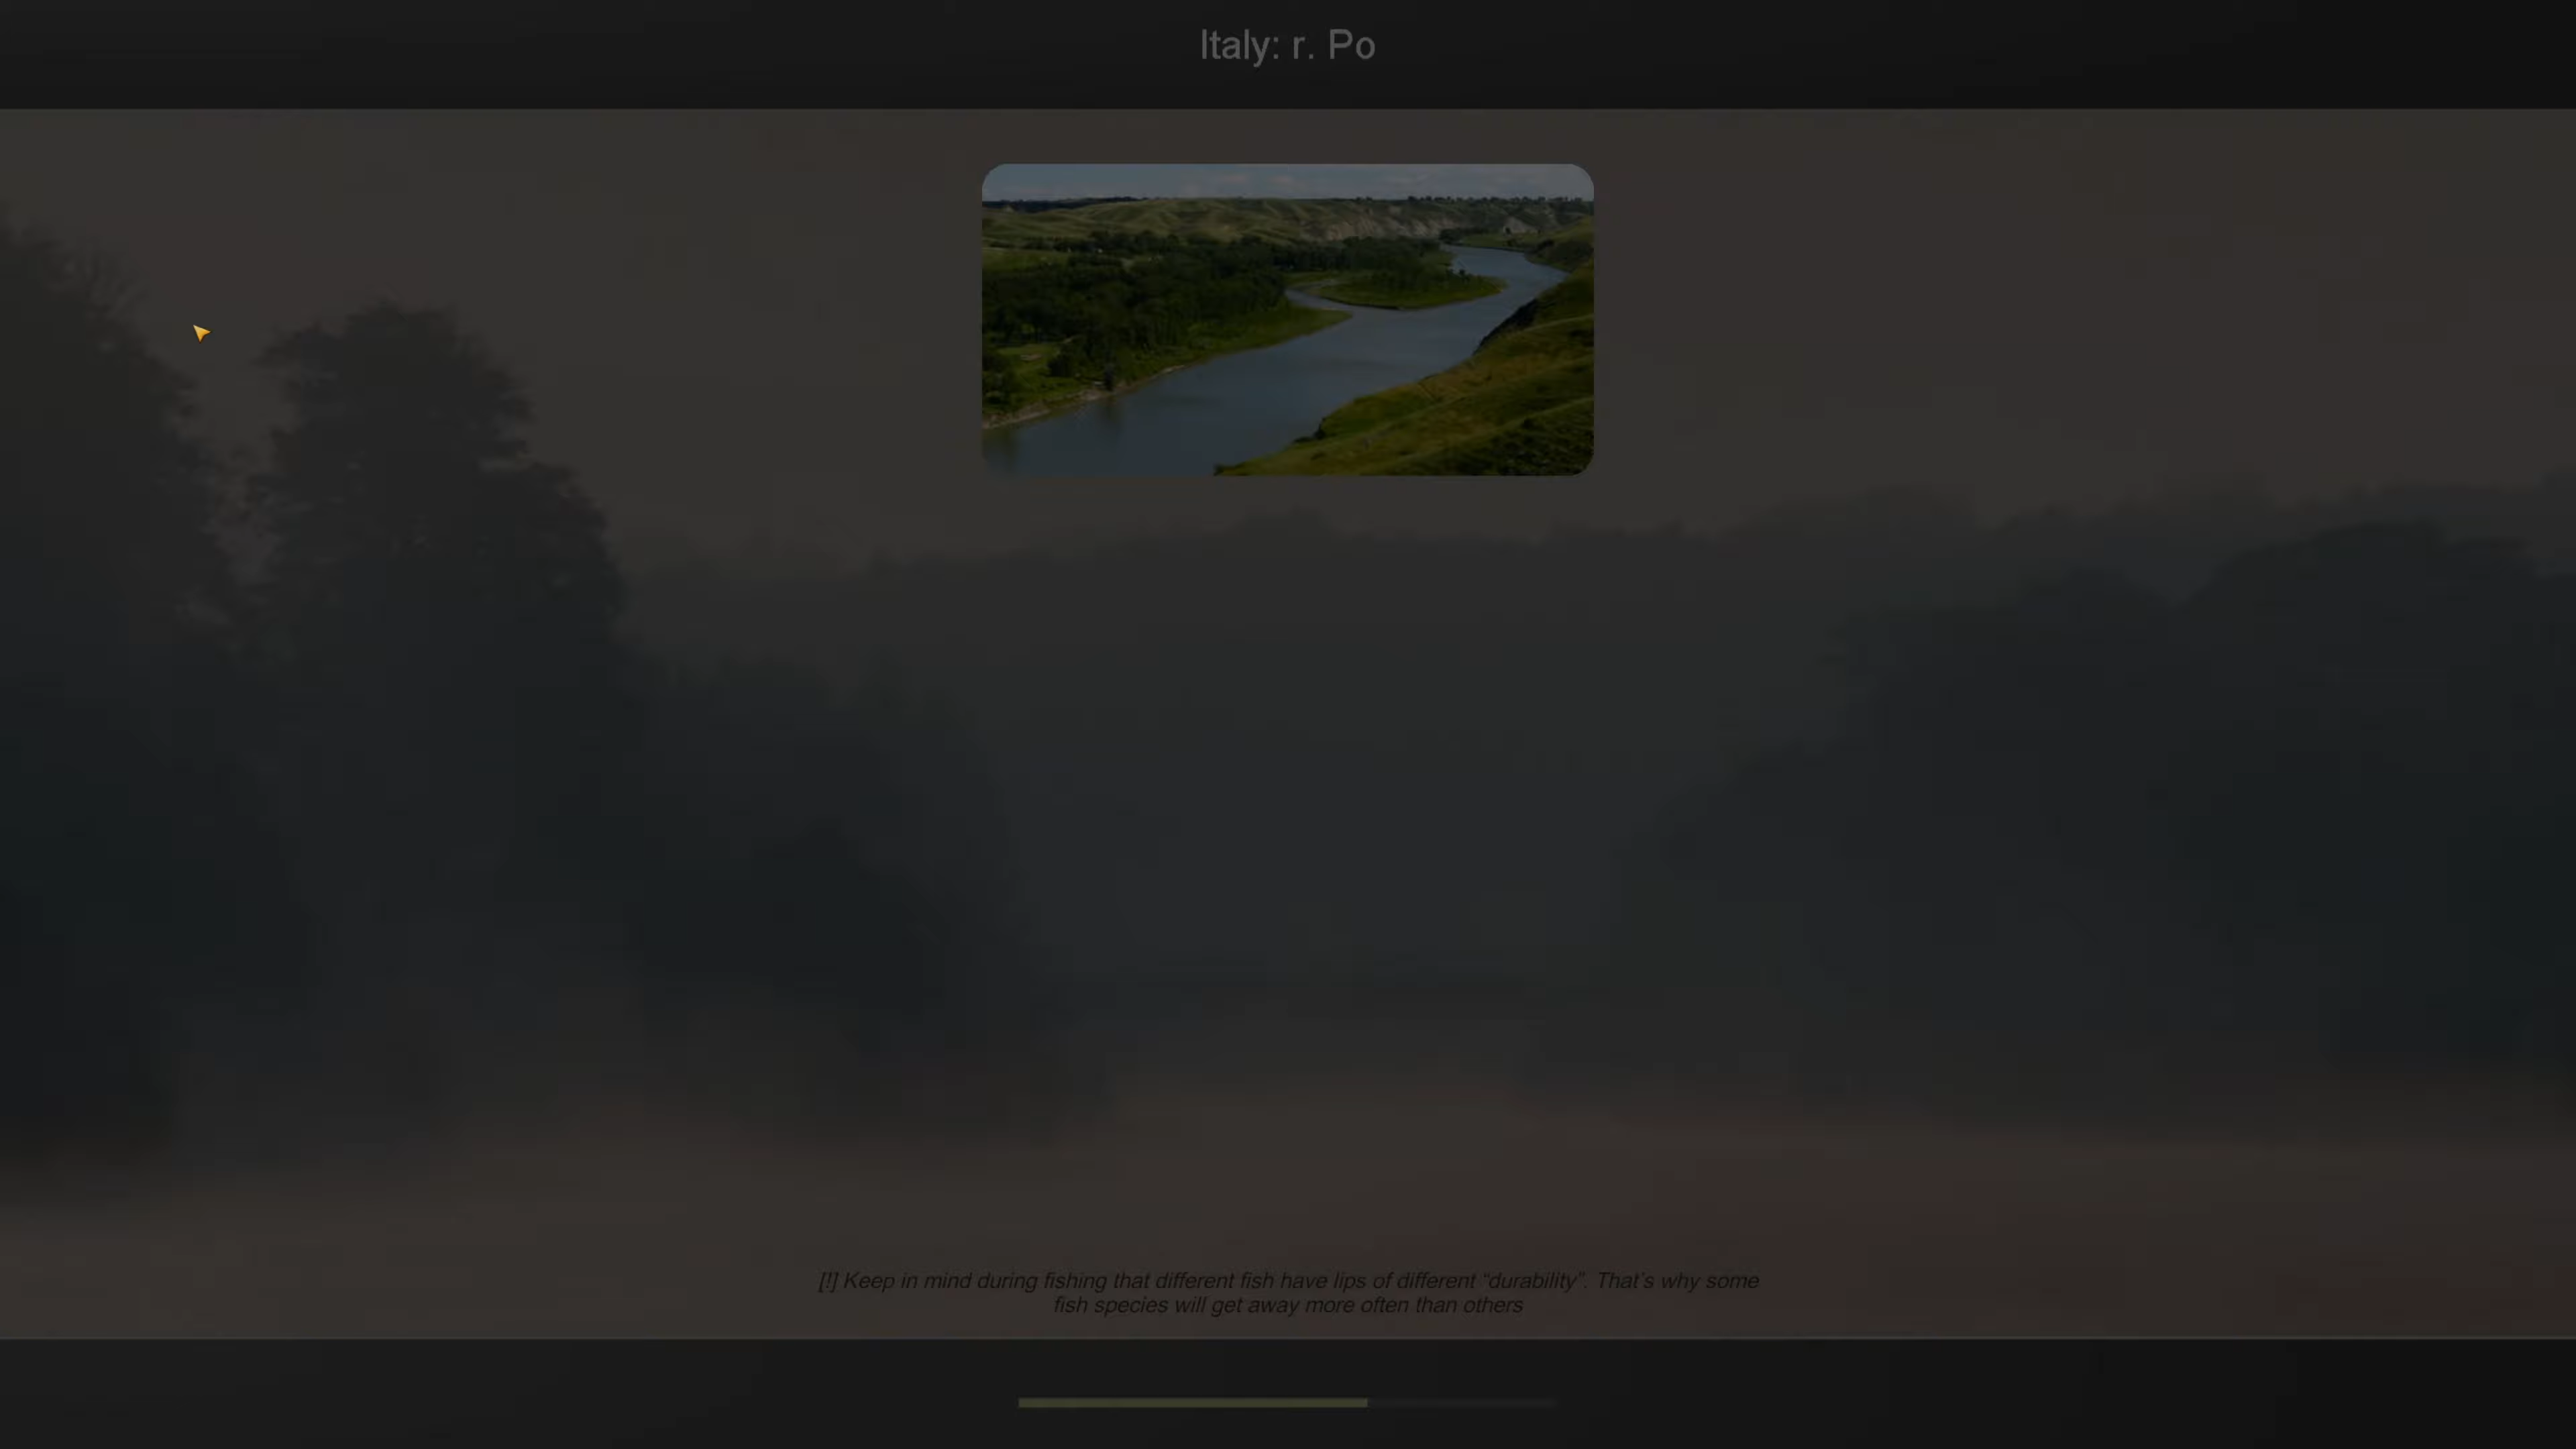 Italy: r. Po
[!] Keep in mind during fishing that different fish have lips of different “durability”. That’s why some
fish species will get away more often than others